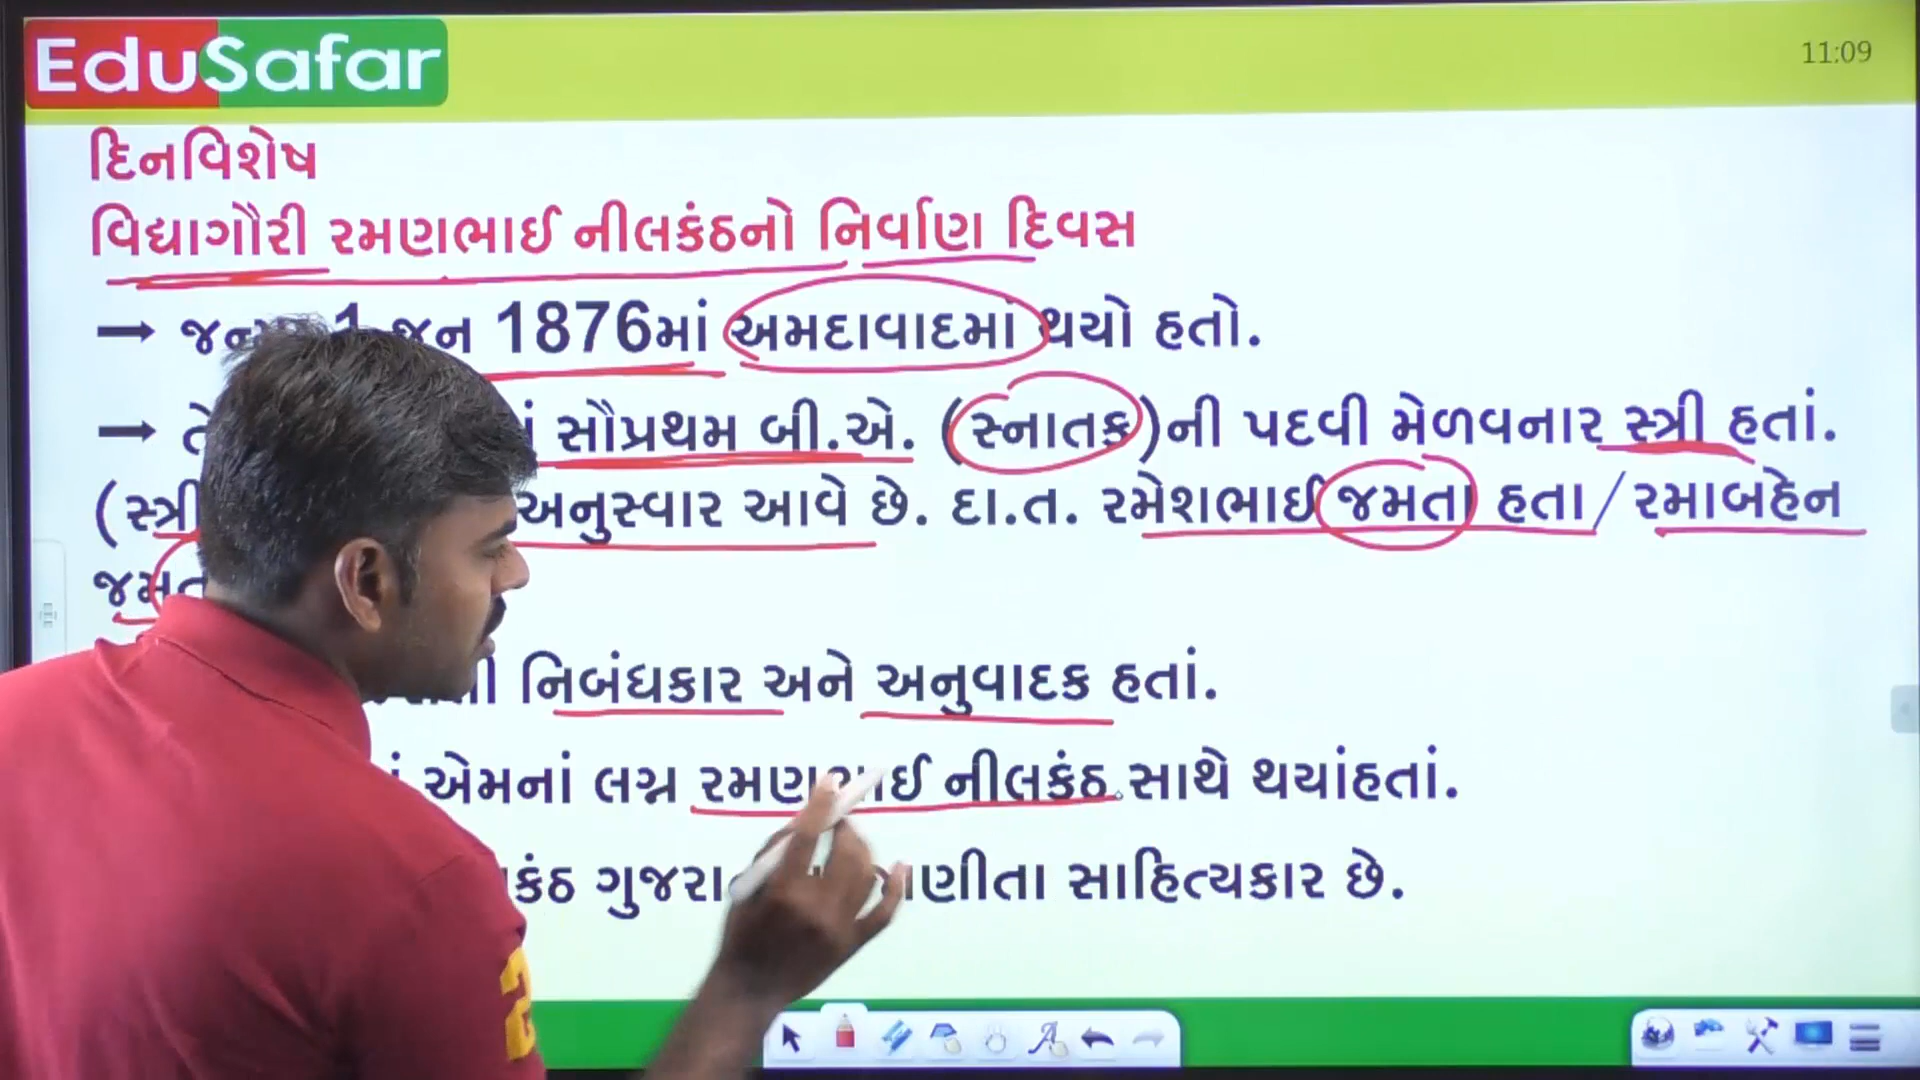 EduSafar
11:09
દિનવિશેષ
વિદ્યાગૌરી રમણભાઈ નીલકંઠનો નિર્વાણ દિવસ
→ 1 જૂન 1876માં અમદાવાદમાં થયો હતો.
→ સૌપ્રથમ બી.એ. (સ્નાતક)ની પદવી મેળવનાર સ્ત્રી હતાં.
(સ્ત્રી અનુસ્વાર આવે છે. દા.ત. રમેશભાઈ જમતા હતા/રમાબહેન
નિબંધકાર અને અનુવાદક હતાં.
એમનાં લગ્ન રમણભાઈ નીલકંઠ સાથે થયાંહતાં.
સાહિત્યકાર છે.